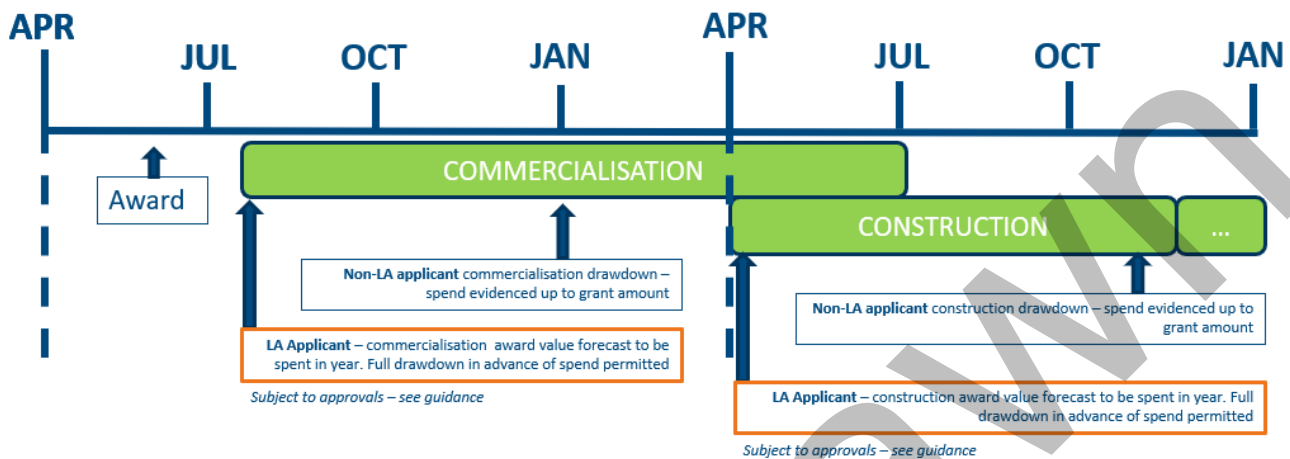 APR
JUL
OCT
JAN
APR
JUL
OCT
JAN
Award
COMMERCIALISATION
CONSTRUCTION
...
Non-LA applicant commercialisation drawdown –
spend evidenced up to grant amount
Non-LA applicant construction drawdown – spend evidenced up to
grant amount
LA Applicant – commercialisation award value forecast to be
spent in year. Full drawdown in advance of spend permitted
Subject to approvals – see guidance
LA Applicant – construction award value forecast to be spent in year. Full
drawdown in advance of spend permitted
Subject to approvals – see guidance
awn